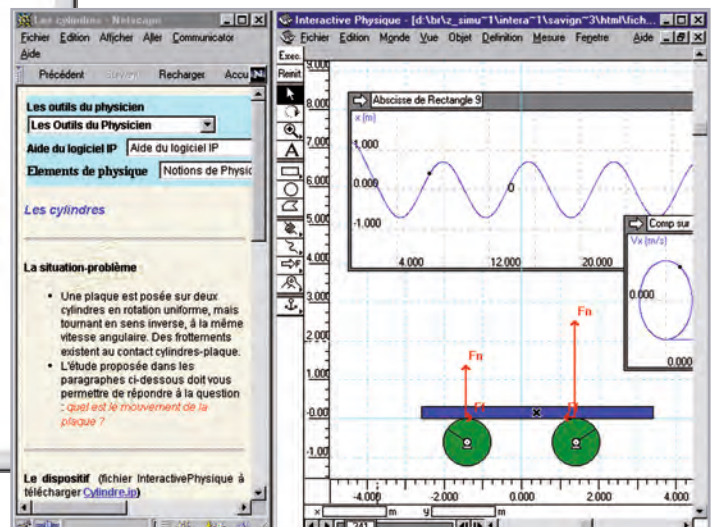 Les cylindres - Netscape
Fichier Edition Afficher Aller Communicator
Aide
Précédent Suivant Recharger Accu
Les outils du physicien
Les Outils du Physicien
Aide du logiciel IP Aide du logiciel IP
Elements de physique Notions de Physic
Les cylindres
La situation-problème
• Une plaque est posée sur deux
cylindres en rotation uniforme, mais
tournant en sens inverse, à la même
vitesse angulaire. Des frottements
existent au contact cylindres-plaque.
• L'étude proposée dans les
paragraphes ci-dessous doit vous
permettre de répondre à la question
: quel est le mouvement de la
plaque ?
Le dispositif (fichier InteractivePhysique à
télécharger Cylindre.ip)
Interactive Physique - [d:\br\z_simu~1\intera~1\savign~3\html\fich...
Fichier Edition Monde Vue Objet Definition Mesure Fenetre Aide
Exec.
Reinit.
9.000
8.000
7.000
6.000
5.000
4.000
3.000
2.000
1.000
-0.00
-1.00
Abscisse de Rectangle 9
x (m)
1.000
0.000
-1.000
4.000 12.000 20.000
Comp sur
Vx (m/s)
0.000
0.000
Fn
Fn
-4.000 -2.000 0.000 2.000 4.000
x m y m
241